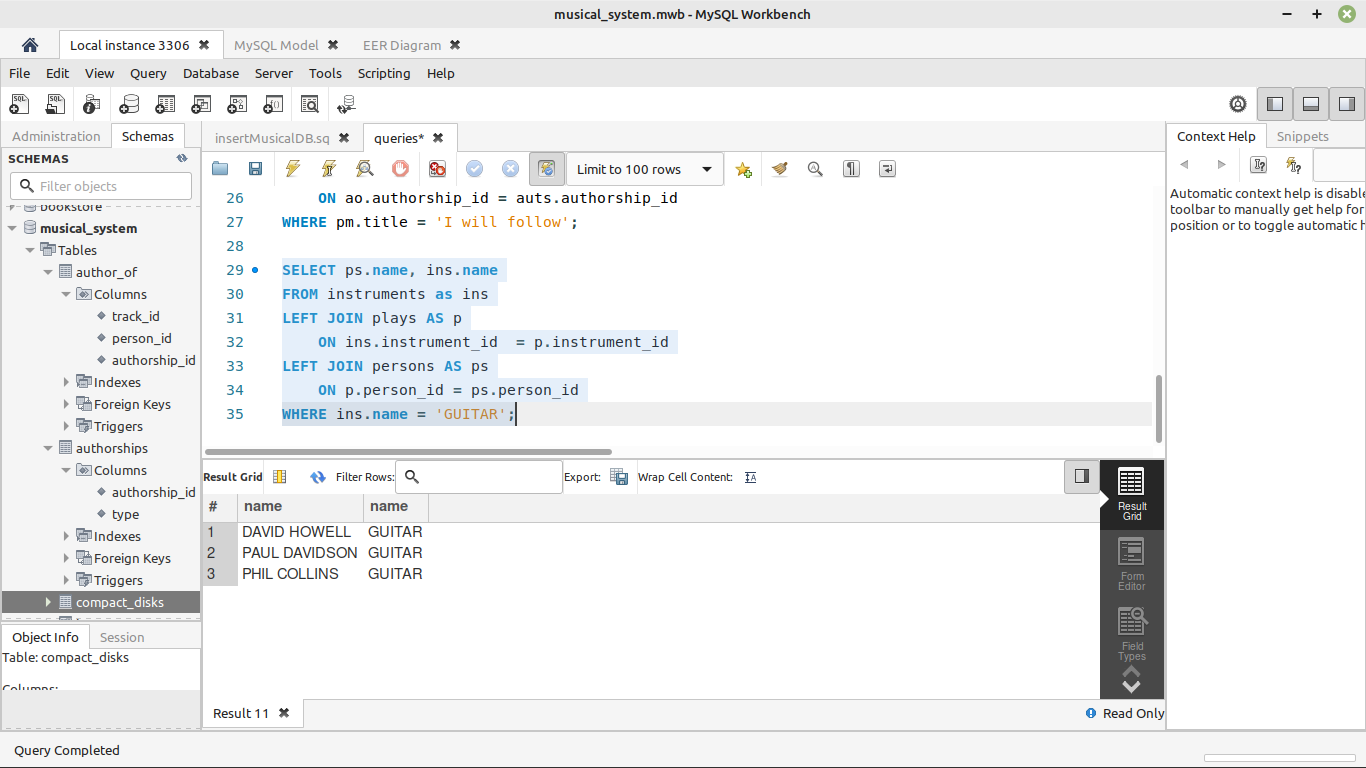 musical_system.mwb - MySQL Workbench
Local instance 3306
MySQL Model
EER Diagram
File Edit View Query Database Server Tools Scripting Help
Administration
Schemas
SCHEMAS
Filter objects
bookstore
musical_system
Tables
author_of
Columns
track_id
person_id
authorship_id
Indexes
Foreign Keys
Triggers
authorships
Columns
authorship_id
type
Indexes
Foreign Keys
Triggers
compact_disks
Object Info
Session
Table: compact_disks
Columns:
insertMusicalDB.sq
queries*
Limit to 100 rows
26 ON ao.authorship_id = auts.authorship_id
27 WHERE pm.title = 'I will follow';
28
29 SELECT ps.name, ins.name
30 FROM instruments as ins
31 LEFT JOIN plays AS p
32 ON ins.instrument_id  = p.instrument_id
33 LEFT JOIN persons AS ps
34 ON p.person_id = ps.person_id
35 WHERE ins.name = 'GUITAR';
Result Grid
Filter Rows:
Export:
Wrap Cell Content:
# name name
1 DAVID HOWELL GUITAR
2 PAUL DAVIDSON GUITAR
3 PHIL COLLINS GUITAR
Result
Grid
Form
Editor
Field
Types
Result 11
Read Only
Context Help
Snippets
Automatic context help is disable
toolbar to manually get help for
position or to toggle automatic h
Query Completed